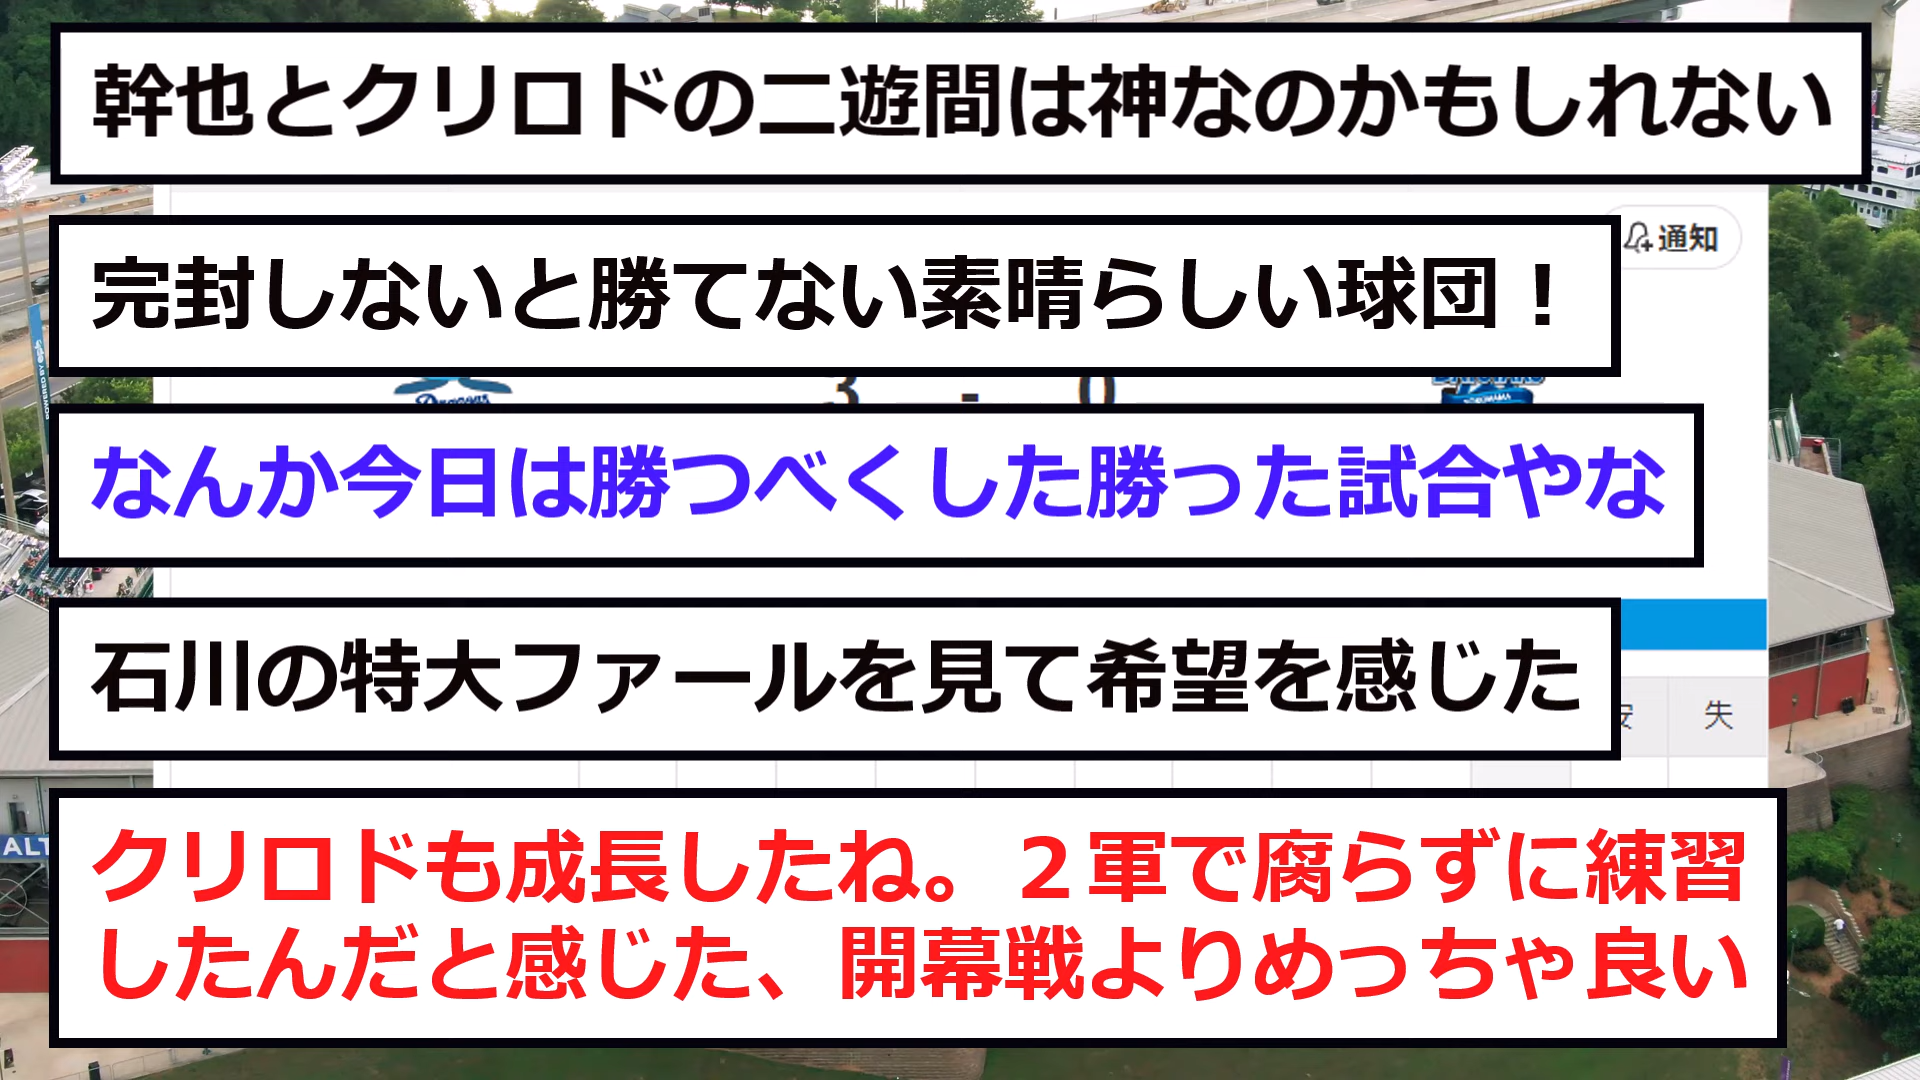 幹也とクリロドの二遊間は神なのかもしれない
通知
完封しないと勝てない素晴らしい球団！
Dragons
3 - 0
YOKOHAMA
なんか今日は勝つべくした勝った試合やな
石川の特大ファールを見て希望を感じた
安 失
クリロドも成長したね。２軍で腐らずに練習
したんだと感じた、開幕戦よりめっちゃ良い
ALT